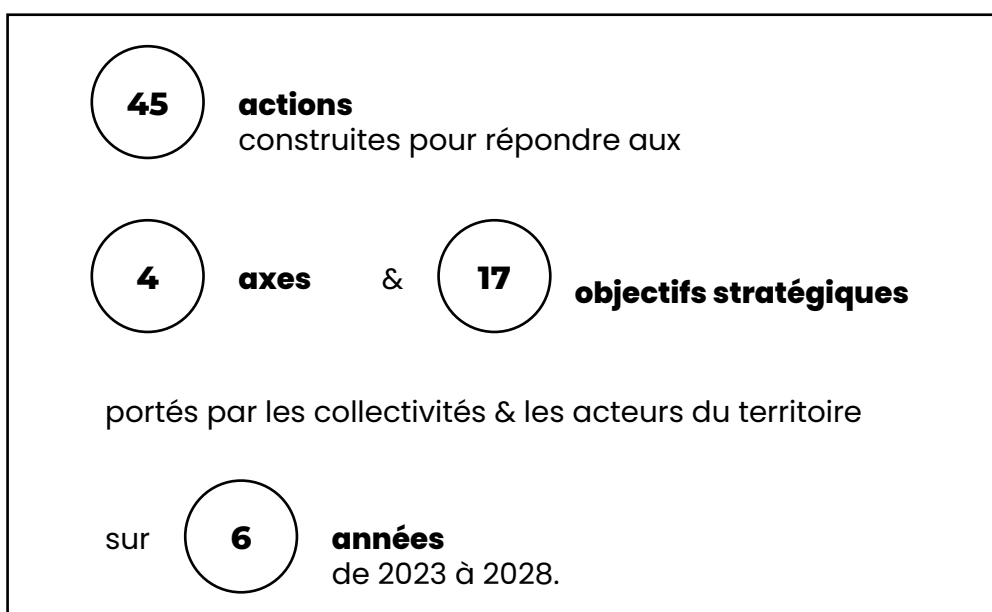 45 actions
construites pour répondre aux
4 axes & 17 objectifs stratégiques
portés par les collectivités & les acteurs du territoire
sur 6 années
de 2023 à 2028.